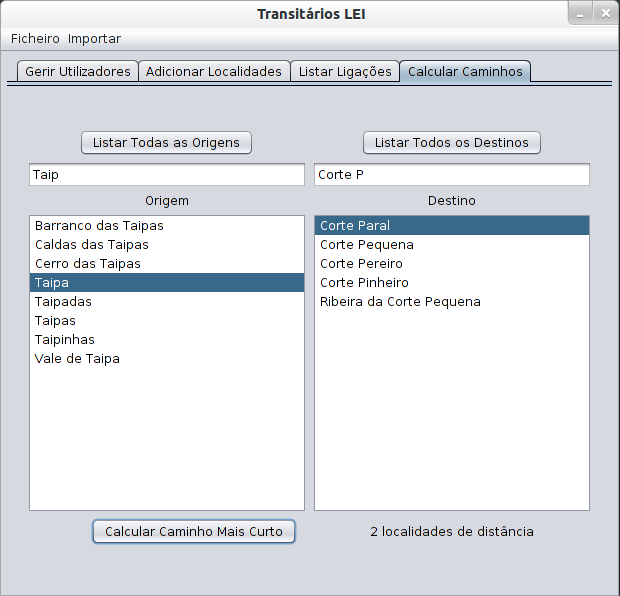 Transitários LEI
Ficheiro Importar
Gerir Utilizadores Adicionar Localidades Listar Ligações Calcular Caminhos
Listar Todas as Origens Listar Todos os Destinos
Taip Corte P
Origem Destino
Barranco das Taipas
Caldas das Taipas
Cerro das Taipas
Taipa
Taipadas
Taipas
Taipinhas
Vale de Taipa
Corte Paral
Corte Pequena
Corte Pereiro
Corte Pinheiro
Ribeira da Corte Pequena
Calcular Caminho Mais Curto 2 localidades de distância